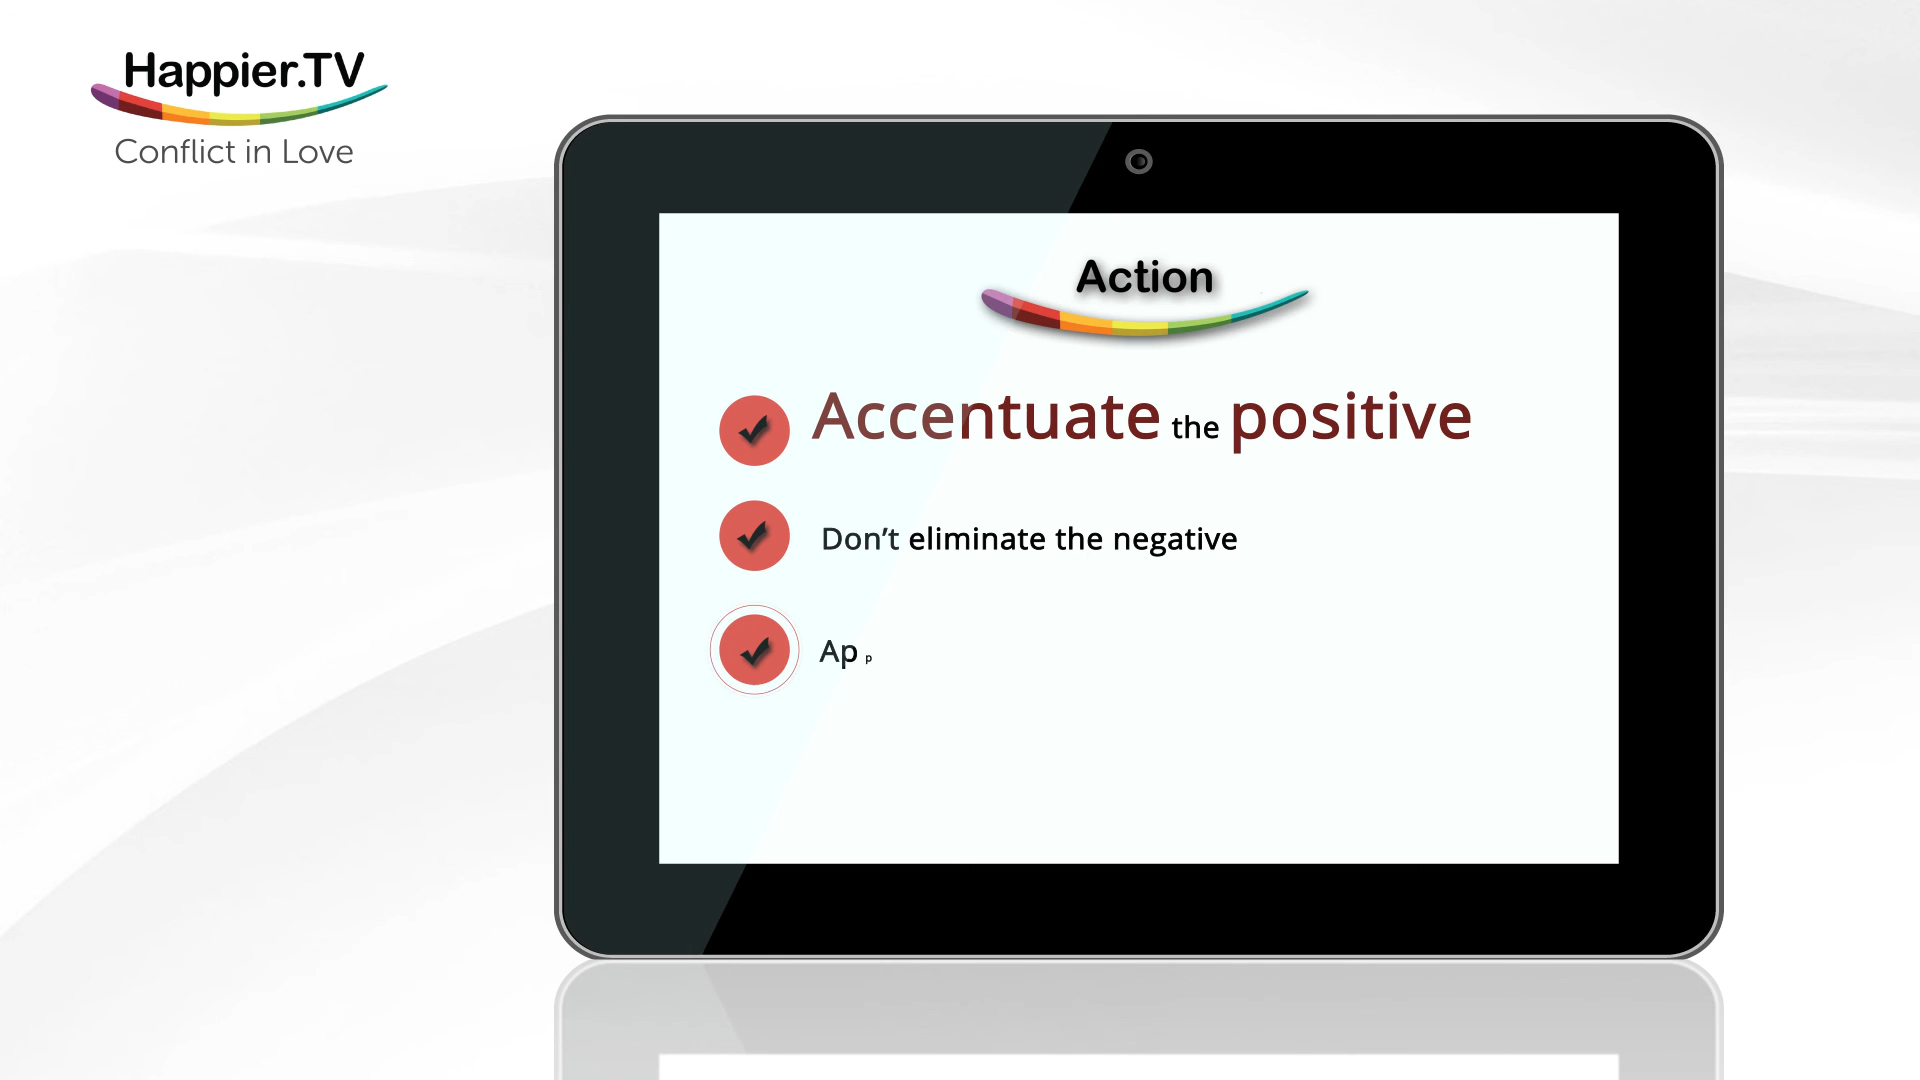 Happier.TV
Conflict in Love
Action
Accentuate the positive
Don't eliminate the negative
Ap p